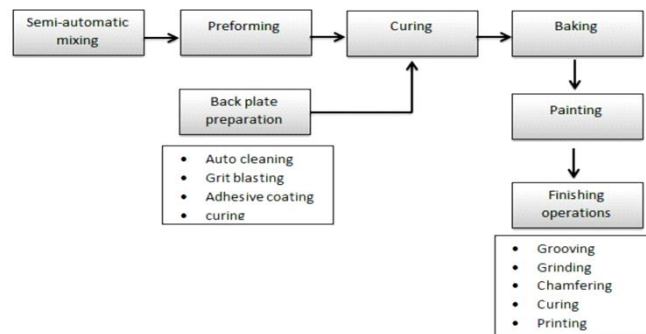 Semi-automatic
mixing
Preforming
Curing
Baking
Back plate
preparation
• Auto cleaning
• Grit blasting
• Adhesive coating
• curing
Painting
Finishing
operations
• Grooving
• Grinding
• Chamfering
• Curing
• Printing